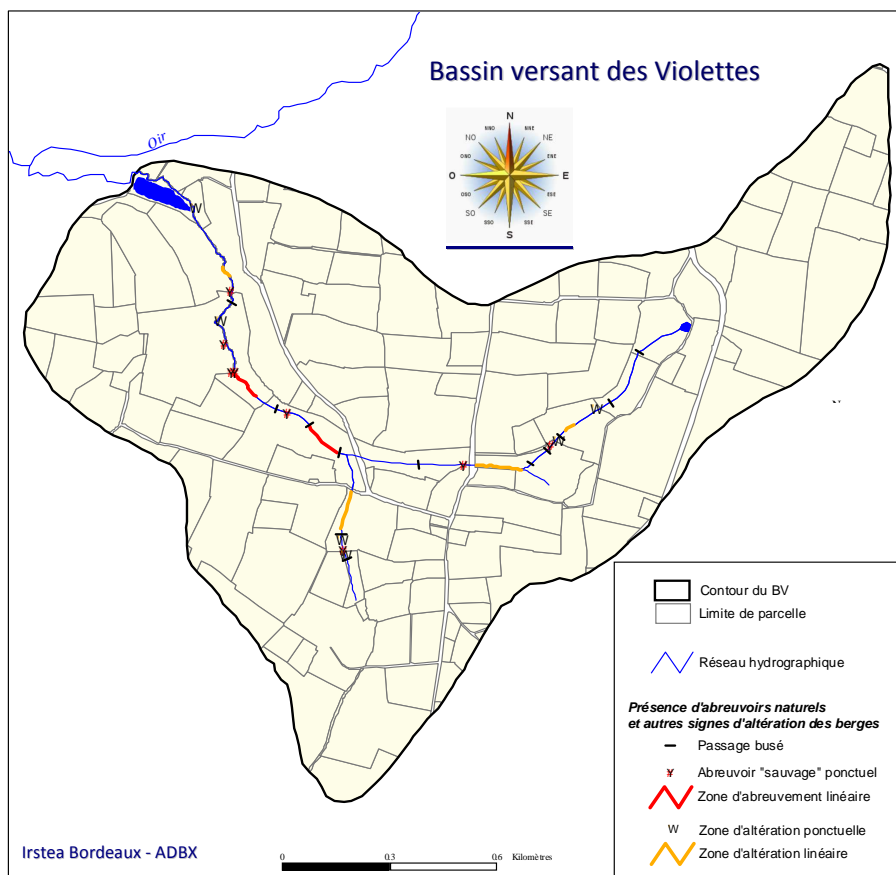 Bassin versant des Violettes
Oir
N
NNO NNE
NO NE
ONO ENE
O E
OSO ESE
SO SE
SSO SSE
S
W
¥
W
¥
¥
¥
¥
W
W
¥
W
¥
W
Contour du BV
Limite de parcelle
Réseau hydrographique
Présence d'abreuvoirs naturels
et autres signes d'altération des berges
Passage busé
¥ Abreuvoir "sauvage" ponctuel
Zone d'abreuvement linéaire
W Zone d'altération ponctuelle
Zone d'altération linéaire
Irstea Bordeaux - ADBX
0 0.3 0.6 Kilomètres